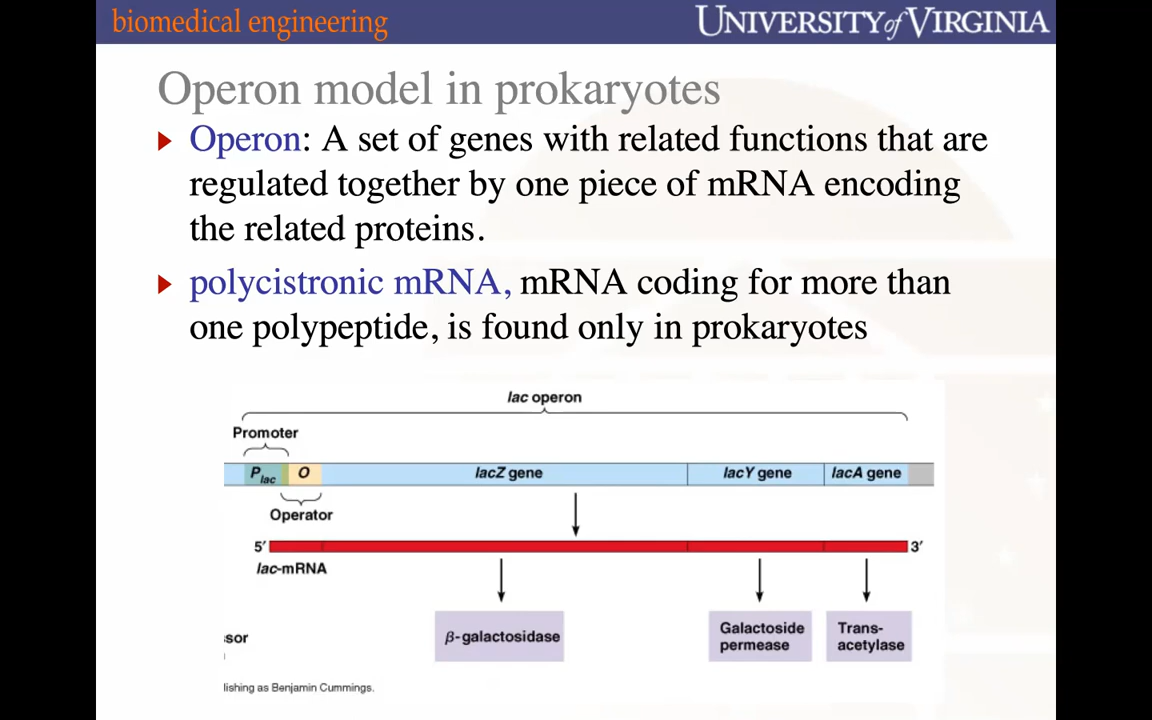 biomedical engineering
UNIVERSITY of VIRGINIA
Operon model in prokaryotes
Operon: A set of genes with related functions that are
regulated together by one piece of mRNA encoding
the related proteins.
polycistronic mRNA, mRNA coding for more than
one polypeptide, is found only in prokaryotes
lac operon
Promoter
Plac O lacZ gene lacY gene lacA gene
Operator
5′ 3′
lac-mRNA
β-galactosidase
Galactoside
permease
Trans-
acetylase
sor
lishing as Benjamin Cummings.